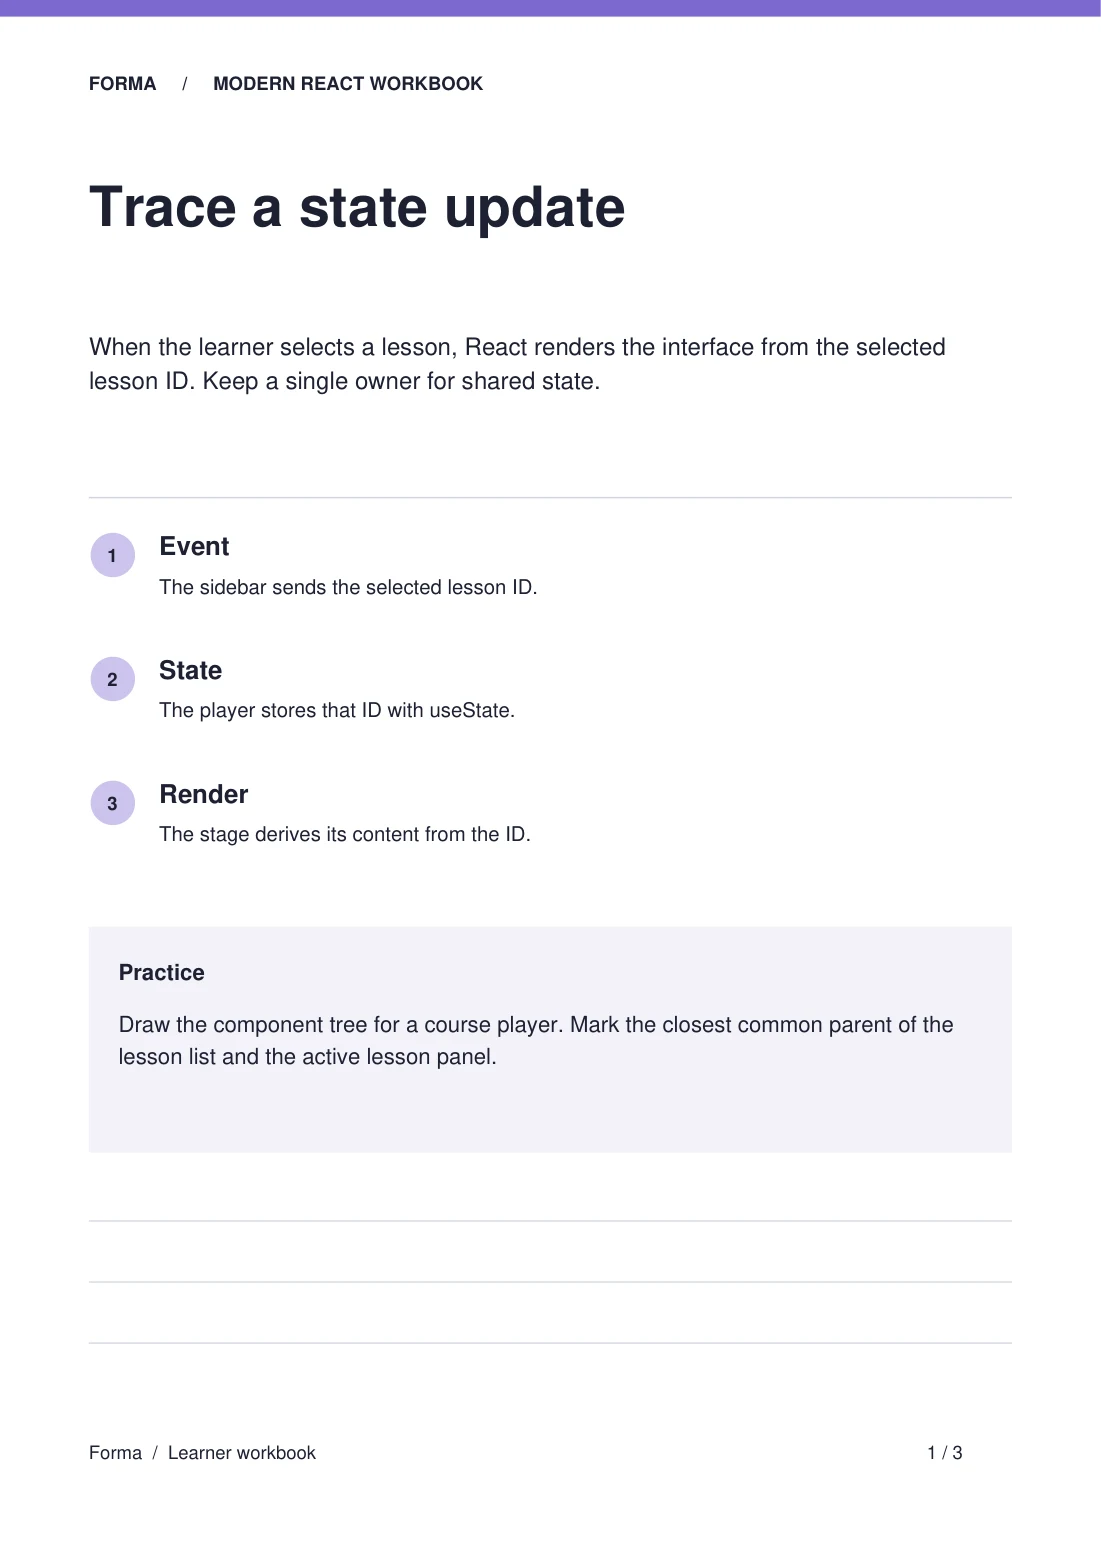 FORMA / MODERN REACT WORKBOOK
Trace a state update
When the learner selects a lesson, React renders the interface from the selected
lesson ID. Keep a single owner for shared state.
1 Event
The sidebar sends the selected lesson ID.
2 State
The player stores that ID with useState.
3 Render
The stage derives its content from the ID.
Practice
Draw the component tree for a course player. Mark the closest common parent of the
lesson list and the active lesson panel.
Forma / Learner workbook 1 / 3